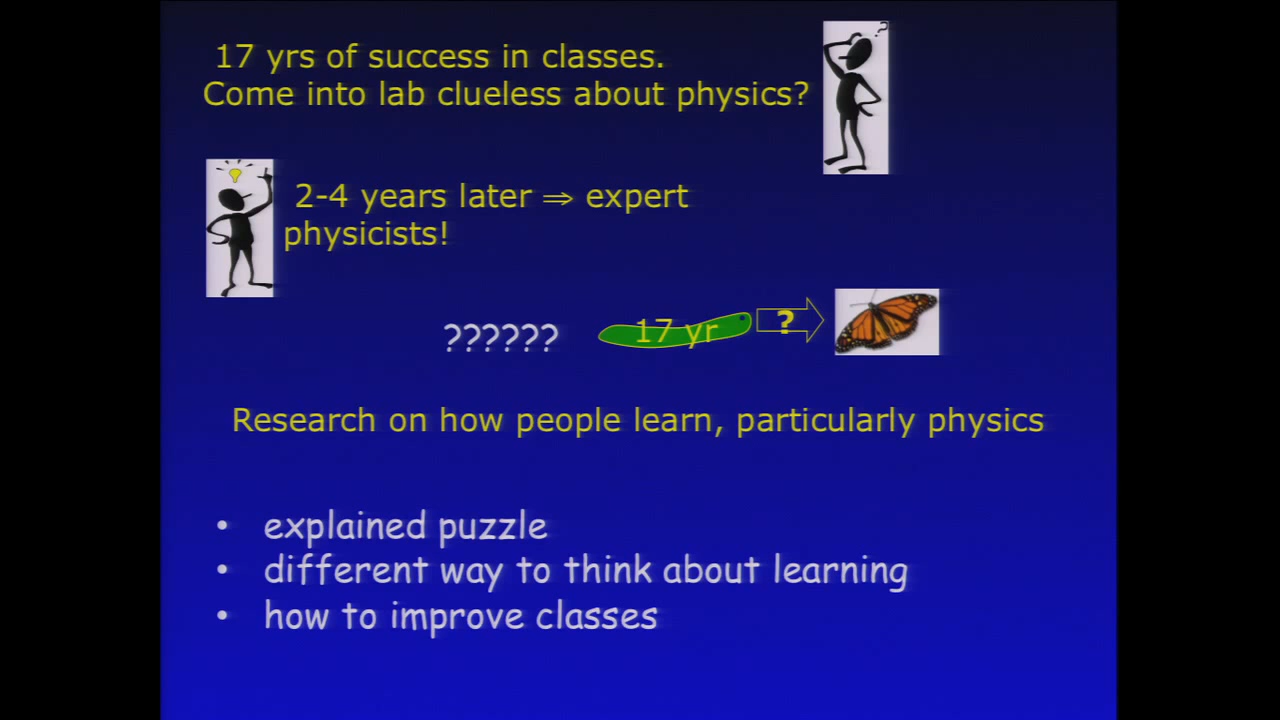 17 yrs of success in classes.
Come into lab clueless about physics?
?
2-4 years later ⇒ expert
physicists!
?????? 17 yr ?
Research on how people learn, particularly physics
• explained puzzle
• different way to think about learning
• how to improve classes